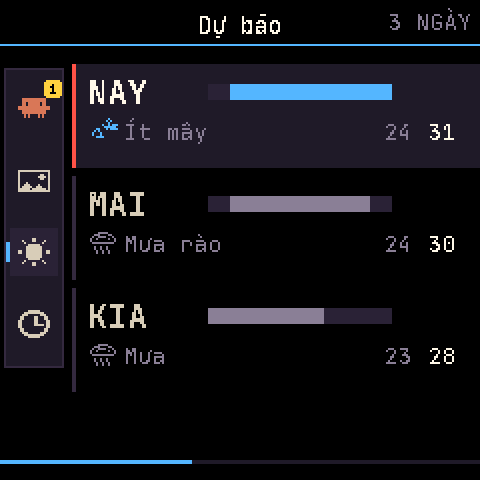 Dự báo
3 NGÀY
1
NAY
Ít mây
24 31
MAI
Mưa rào
24 30
KIA
Mưa
23 28